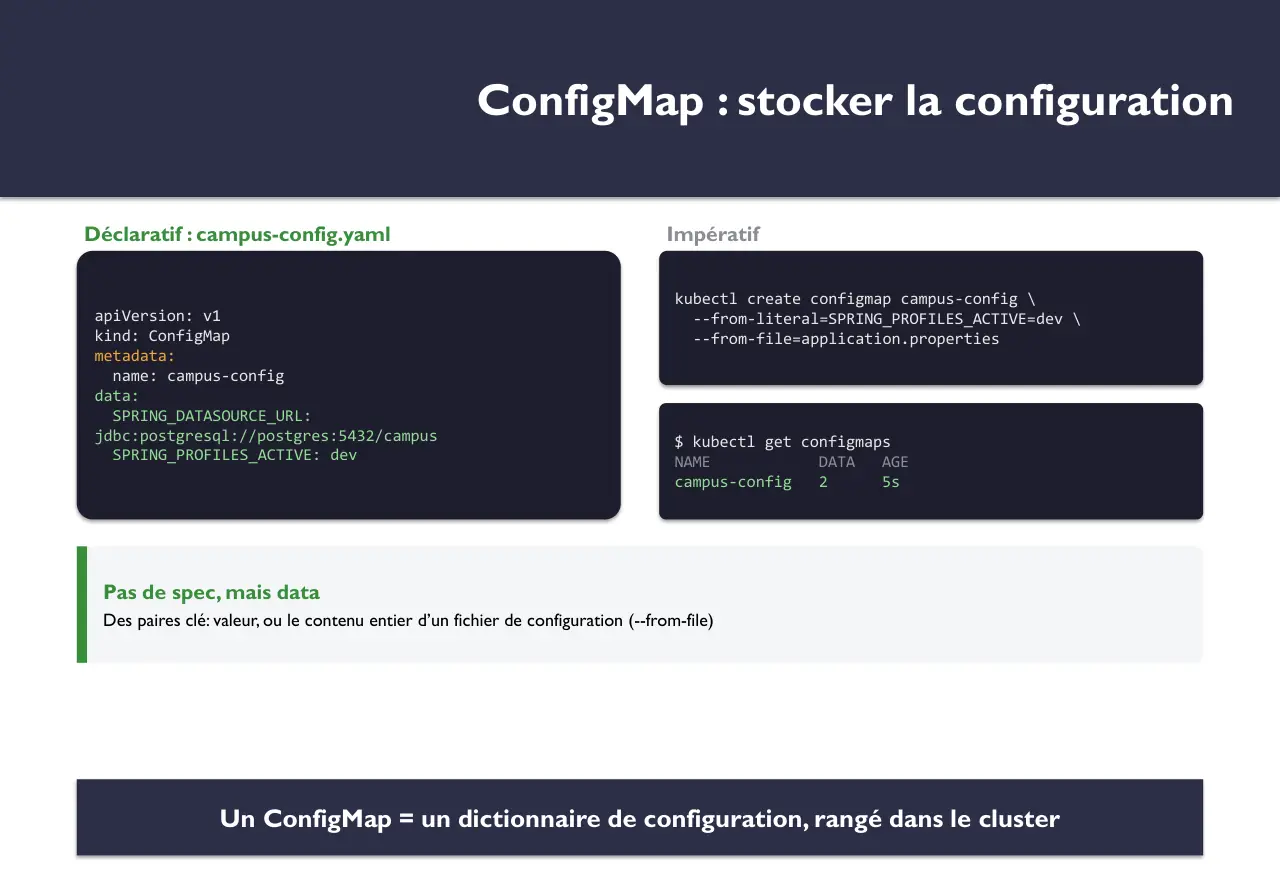 ConfigMap : stocker la configuration
Déclaratif : campus-config.yaml
apiVersion: v1
kind: ConfigMap
metadata:
  name: campus-config
data:
  SPRING_DATASOURCE_URL:
jdbc:postgresql://postgres:5432/campus
  SPRING_PROFILES_ACTIVE: dev
Impératif
kubectl create configmap campus-config \
  --from-literal=SPRING_PROFILES_ACTIVE=dev \
  --from-file=application.properties
$ kubectl get configmaps
NAME            DATA   AGE
campus-config   2      5s
Pas de spec, mais data
Des paires clé: valeur, ou le contenu entier d’un fichier de configuration (--from-file)
Un ConfigMap = un dictionnaire de configuration, rangé dans le cluster